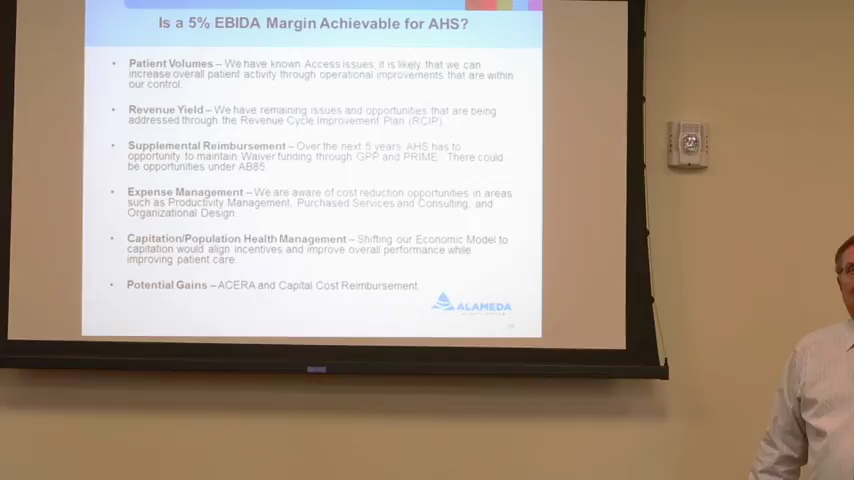 Is a 5% EBIDA Margin Achievable for AHS?
• Patient Volumes – We have known Access issues; it is likely that we can
increase overall patient activity through operational improvements that are within
our control.
• Revenue Yield – We have remaining issues and opportunities that are being
addressed through the Revenue Cycle Improvement Plan (RCIP).
• Supplemental Reimbursement – Over the next 5 years, AHS has to
opportunity to maintain Waiver funding through GPP and PRIME. There could
be opportunities under AB85.
• Expense Management – We are aware of cost reduction opportunities in areas
such as Productivity Management, Purchased Services and Consulting, and
Organizational Design.
• Capitation/Population Health Management – Shifting our Economic Model to
capitation would align incentives and improve overall performance while
improving patient care.
• Potential Gains – ACERA and Capital Cost Reimbursement.
ALAMEDA